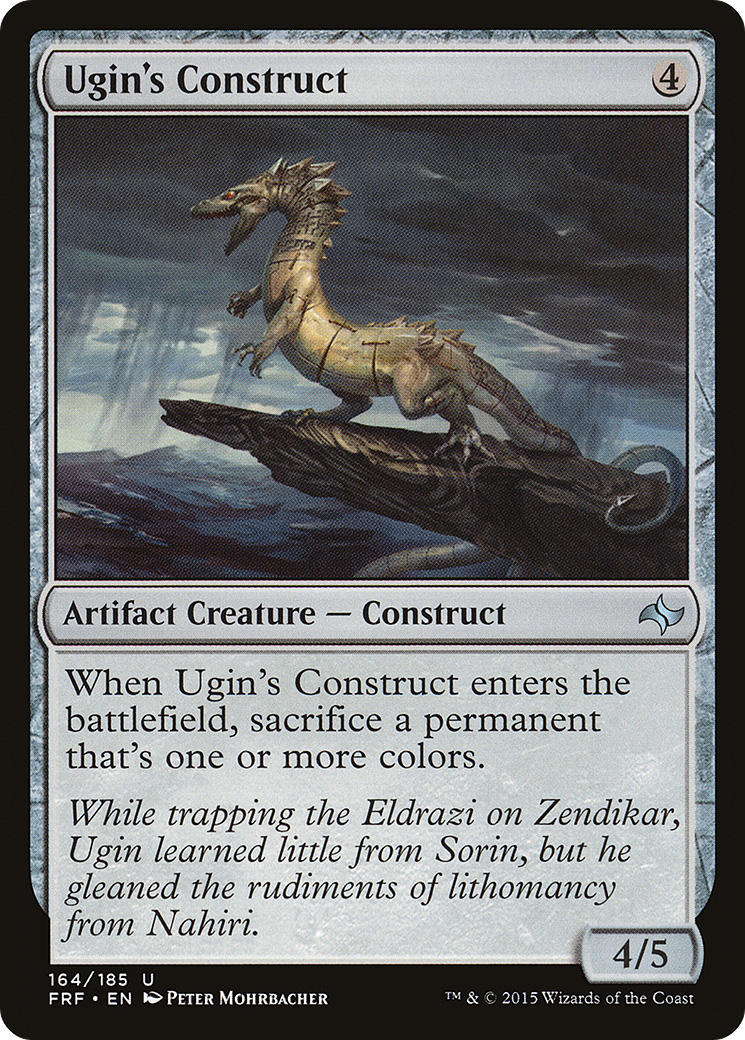 Ugin's Construct 4
Artifact Creature — Construct
When Ugin's Construct enters the
battlefield, sacrifice a permanent
that's one or more colors.
While trapping the Eldrazi on Zendikar,
Ugin learned little from Sorin, but he
gleaned the rudiments of lithomancy
from Nahiri.
4/5
164/185 U
FRF • EN Peter Mohrbacher
™ & © 2015 Wizards of the Coast